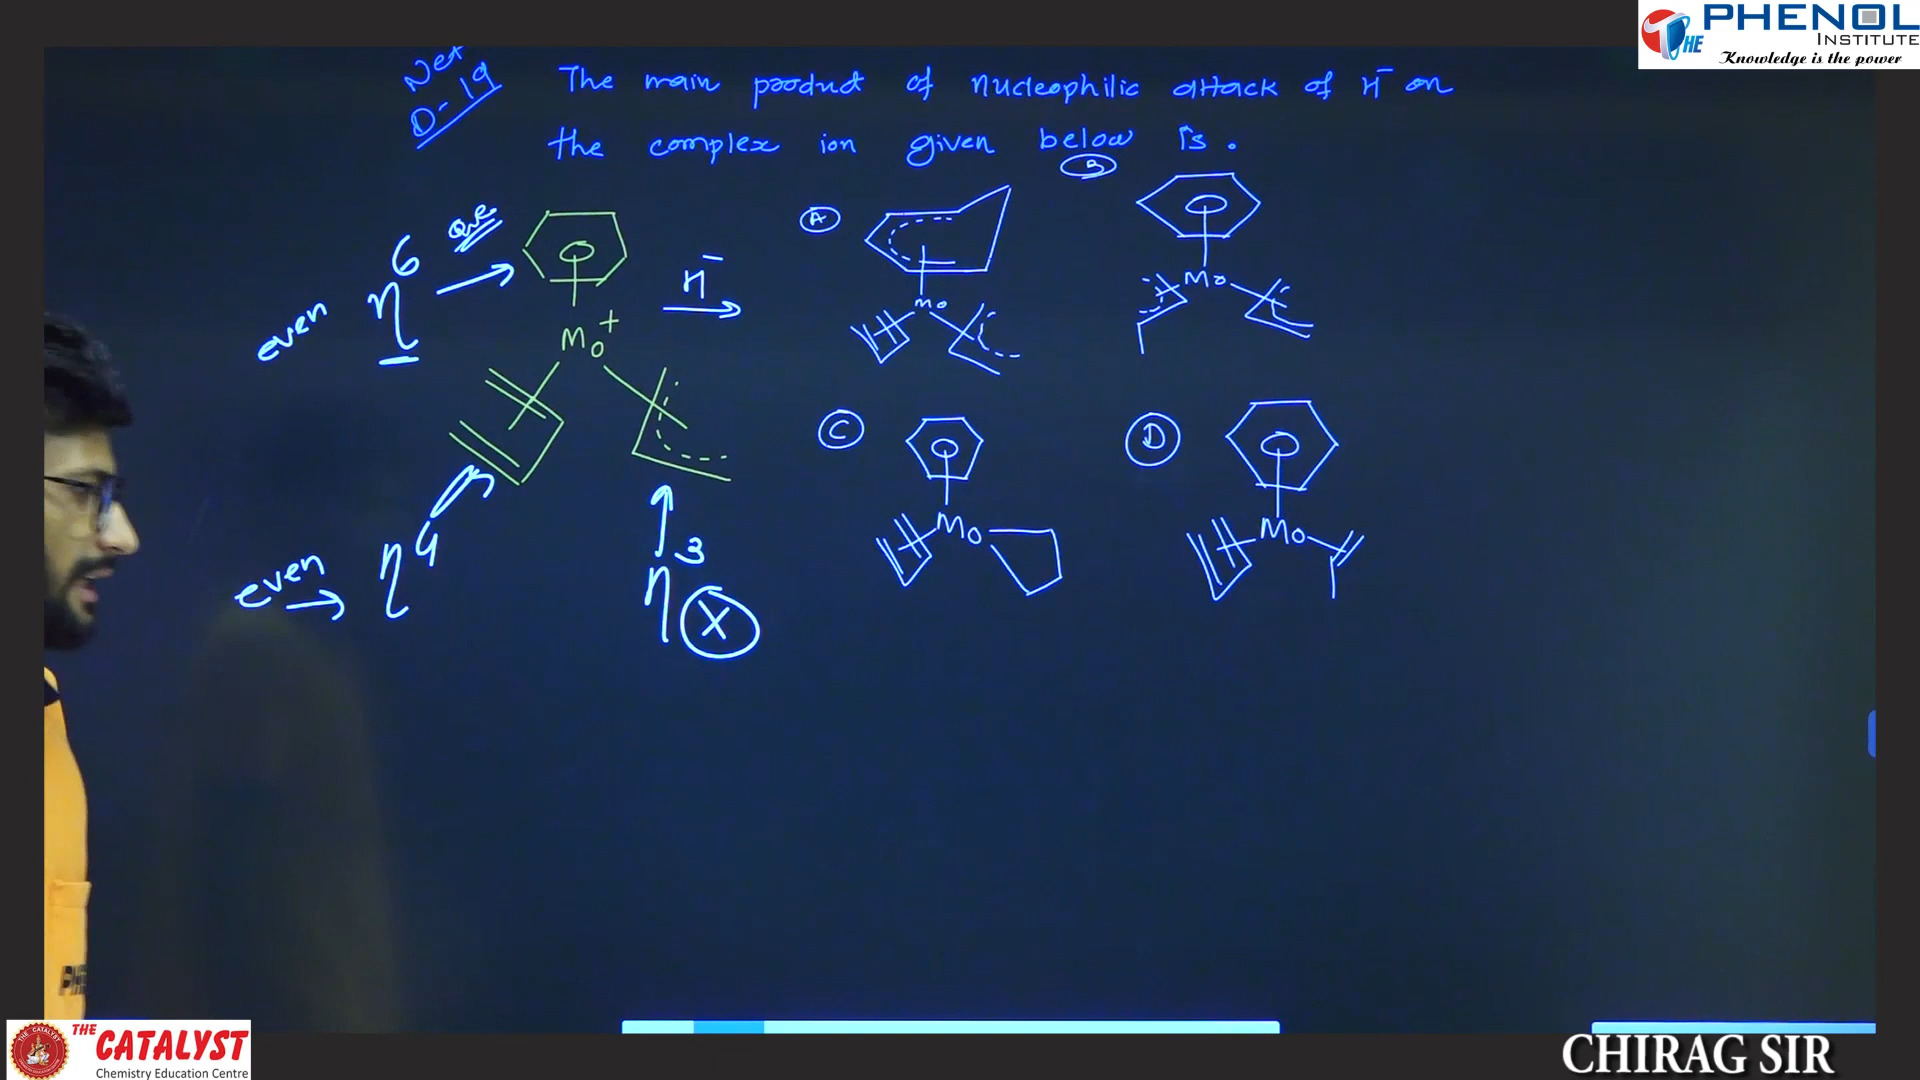 PHENOL
THE INSTITUTE
Knowledge is the power
Net
D-19
The main product of nucleophilic attack of H⁻ on
the complex ion given below is.
even η⁶ ove
Mo⁺
H⁻
even η⁴
η³ X
A
Mo
B
Mo
C
Mo
D
Mo
THE CATALYST
Chemistry Education Centre
CHIRAG SIR